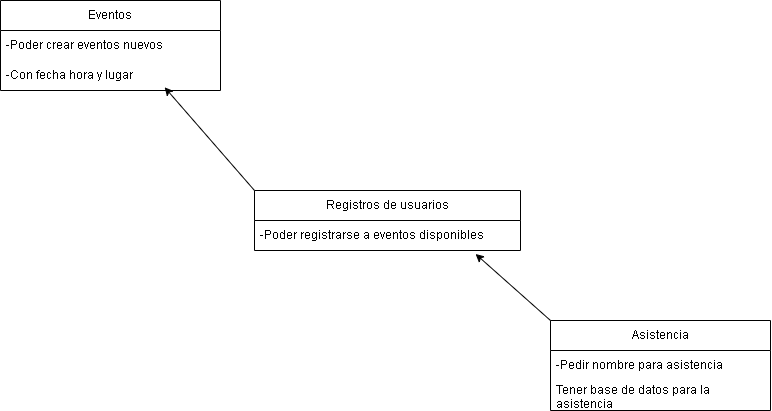 Eventos
-Poder crear eventos nuevos
-Con fecha hora y lugar
Registros de usuarios
-Poder registrarse a eventos disponibles
Asistencia
-Pedir nombre para asistencia
Tener base de datos para la
asistencia